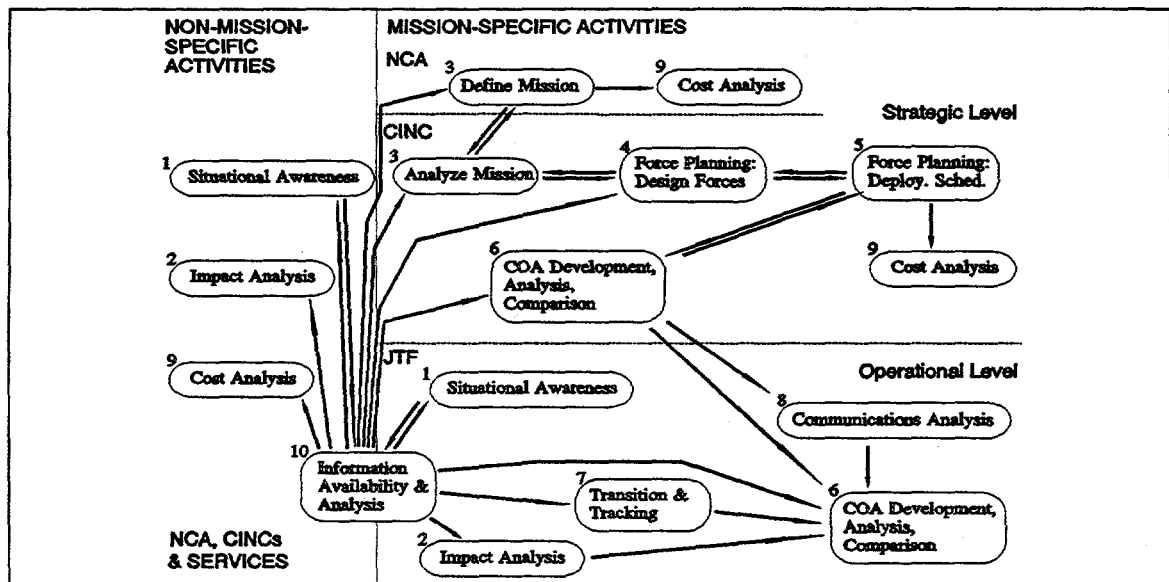 NON-MISSION-
SPECIFIC
ACTIVITIES
MISSION-SPECIFIC ACTIVITIES
NCA
3
Define Mission
9
Cost Analysis
Strategic Level
CINC
1
Situational Awareness
3
Analyze Mission
4
Force Planning:
Design Forces
5
Force Planning:
Deploy. Sched.
2
Impact Analysis
6
COA Development,
Analysis,
Comparison
9
Cost Analysis
JTF
9
Cost Analysis
1
Situational Awareness
Operational Level
8
Communications Analysis
10
Information
Availability &
Analysis
7
Transition &
Tracking
6
COA Development,
Analysis,
Comparison
2
Impact Analysis
NCA, CINCs
& SERVICES